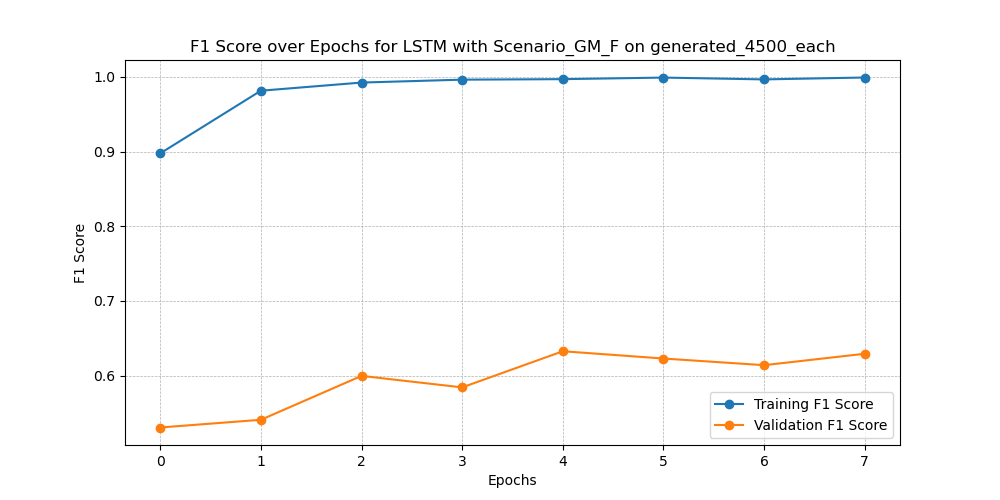 F1 Score over Epochs for LSTM with Scenario_GM_F on generated_4500_each
F1 Score
1.0
0.9
0.8
0.7
0.6
Training F1 Score
Validation F1 Score
0 1 2 3 4 5 6 7
Epochs